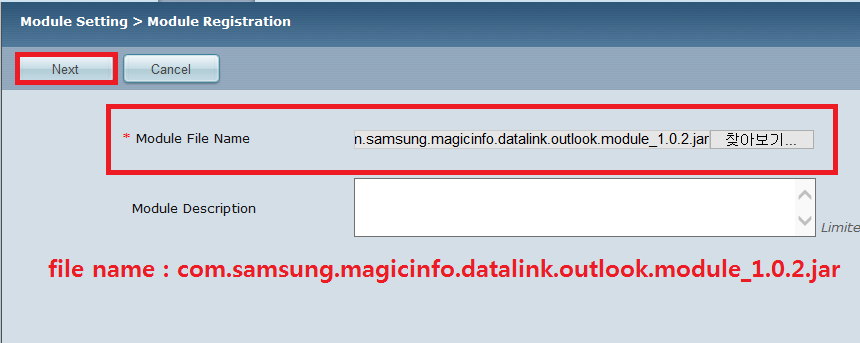 Module Setting > Module Registration
Next Cancel
* Module File Name m.samsung.magicinfo.datalink.outlook.module_1.0.2.jar 찾아보기...
Module Description
Limite
file name : com.samsung.magicinfo.datalink.outlook.module_1.0.2.jar